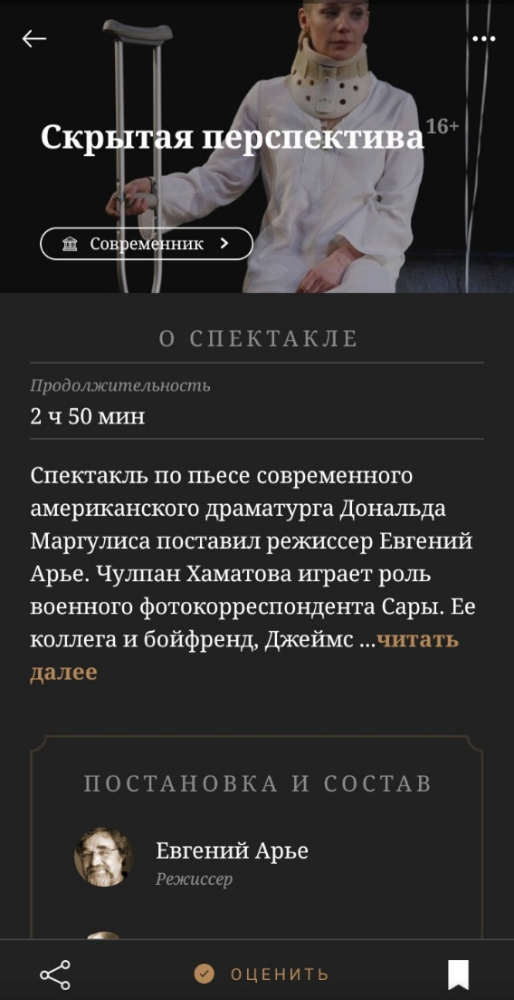 Скрытая перспектива 16+
Современник
О СПЕКТАКЛЕ
Продолжительность
2 ч 50 мин
Спектакль по пьесе современного
американского драматурга Дональда
Маргулиса поставил режиссер Евгений
Арье. Чулпан Хаматова играет роль
военного фотокорреспондента Сары. Ее
коллега и бойфренд, Джеймс ...читать
далее
ПОСТАНОВКА И СОСТАВ
Евгений Арье
Режиссер
ОЦЕНИТЬ